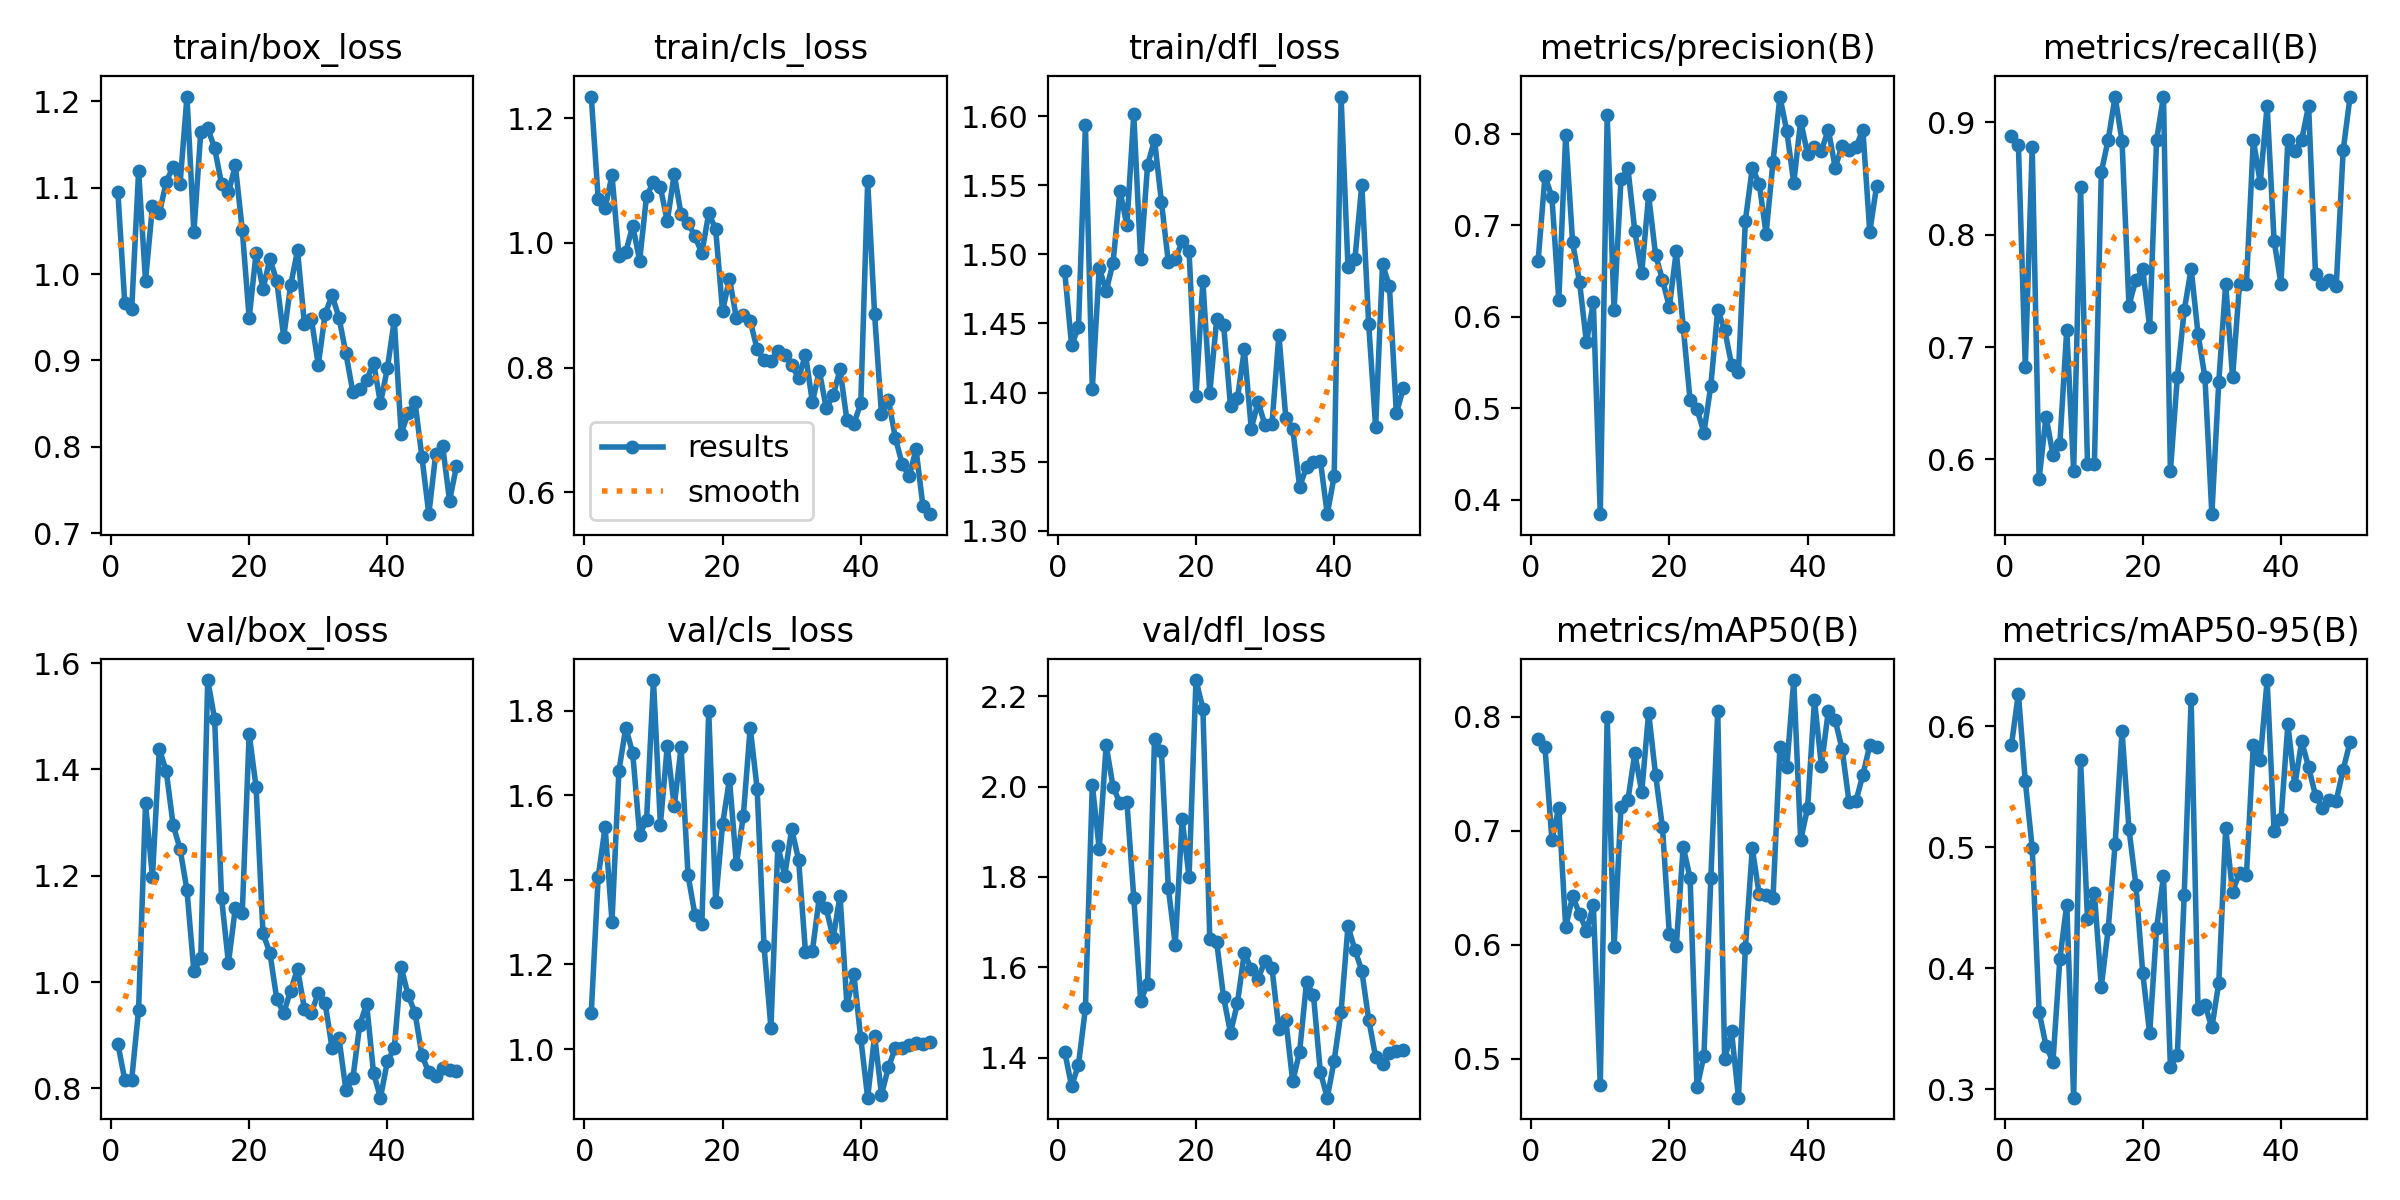 train/box_loss
1.2
1.1
1.0
0.9
0.8
0.7
0 20 40
train/cls_loss
1.2
1.0
0.8
0.6
results
smooth
0 20 40
train/dfl_loss
1.60
1.55
1.50
1.45
1.40
1.35
1.30
0 20 40
metrics/precision(B)
0.8
0.7
0.6
0.5
0.4
0 20 40
metrics/recall(B)
0.9
0.8
0.7
0.6
0 20 40
val/box_loss
1.6
1.4
1.2
1.0
0.8
0 20 40
val/cls_loss
1.8
1.6
1.4
1.2
1.0
0 20 40
val/dfl_loss
2.2
2.0
1.8
1.6
1.4
0 20 40
metrics/mAP50(B)
0.8
0.7
0.6
0.5
0 20 40
metrics/mAP50-95(B)
0.6
0.5
0.4
0.3
0 20 40